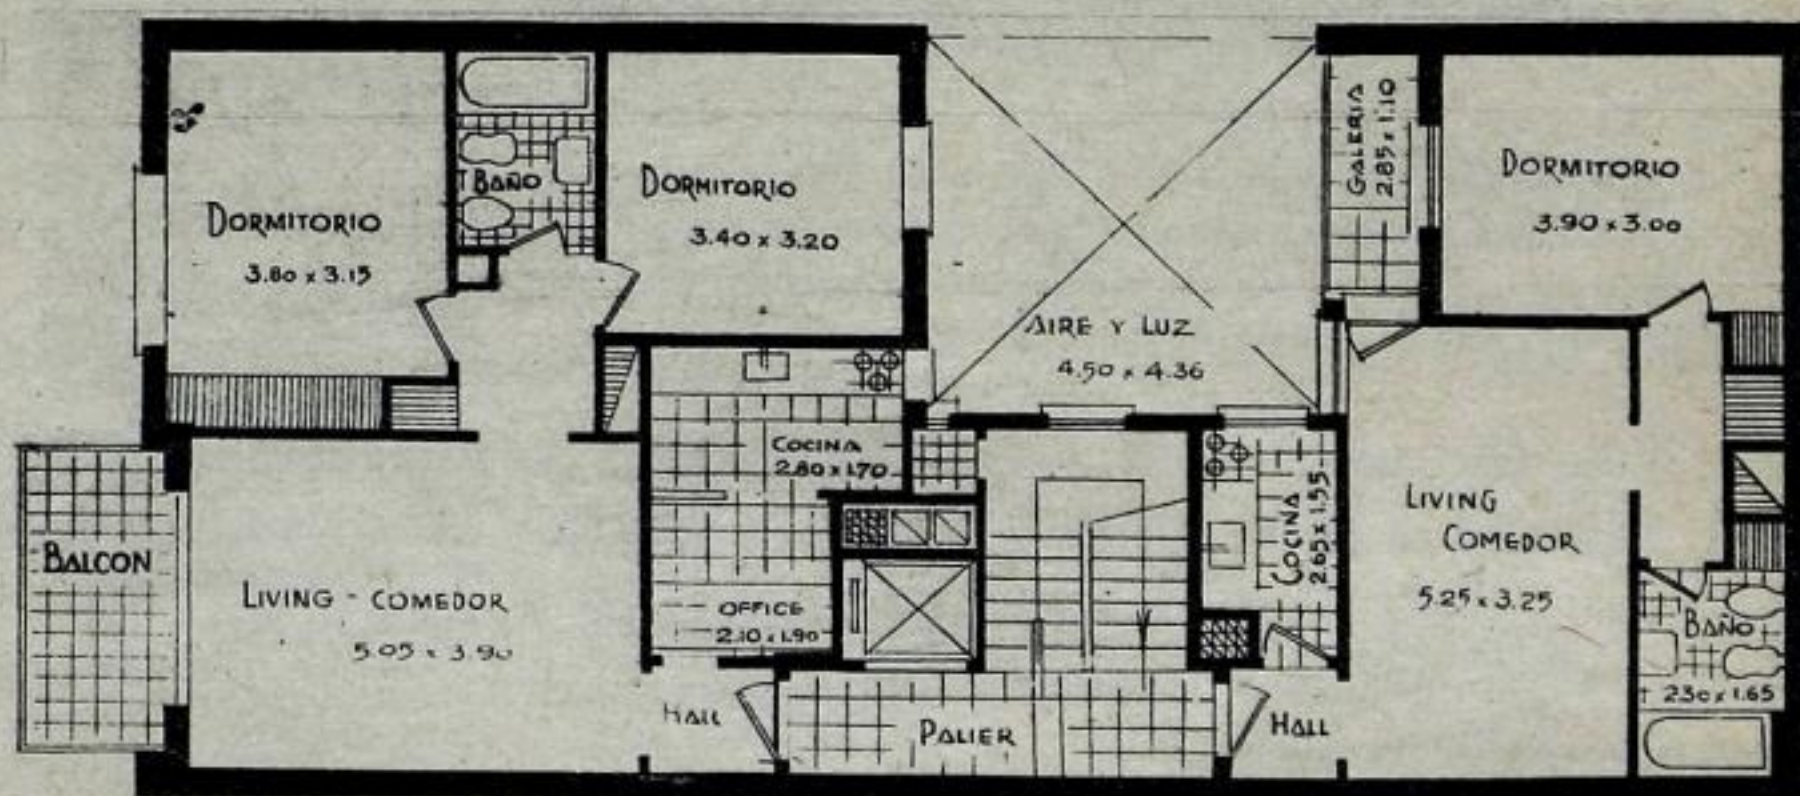 DORMITORIO
3.80 x 3.15
BAÑO
DORMITORIO
3.40 x 3.20
AIRE Y LUZ
4.50 x 4.36
GALERIA
2.85 x 1.10
DORMITORIO
3.90 x 3.00
COCINA
2.80 x 1.70
BALCON
LIVING - COMEDOR
5.05 x 3.90
OFFICE
2.10 x 1.90
COCINA
2.65 x 1.55
LIVING
COMEDOR
5.25 x 3.25
BAÑO
2.30 x 1.65
HALL
PALIER
HALL